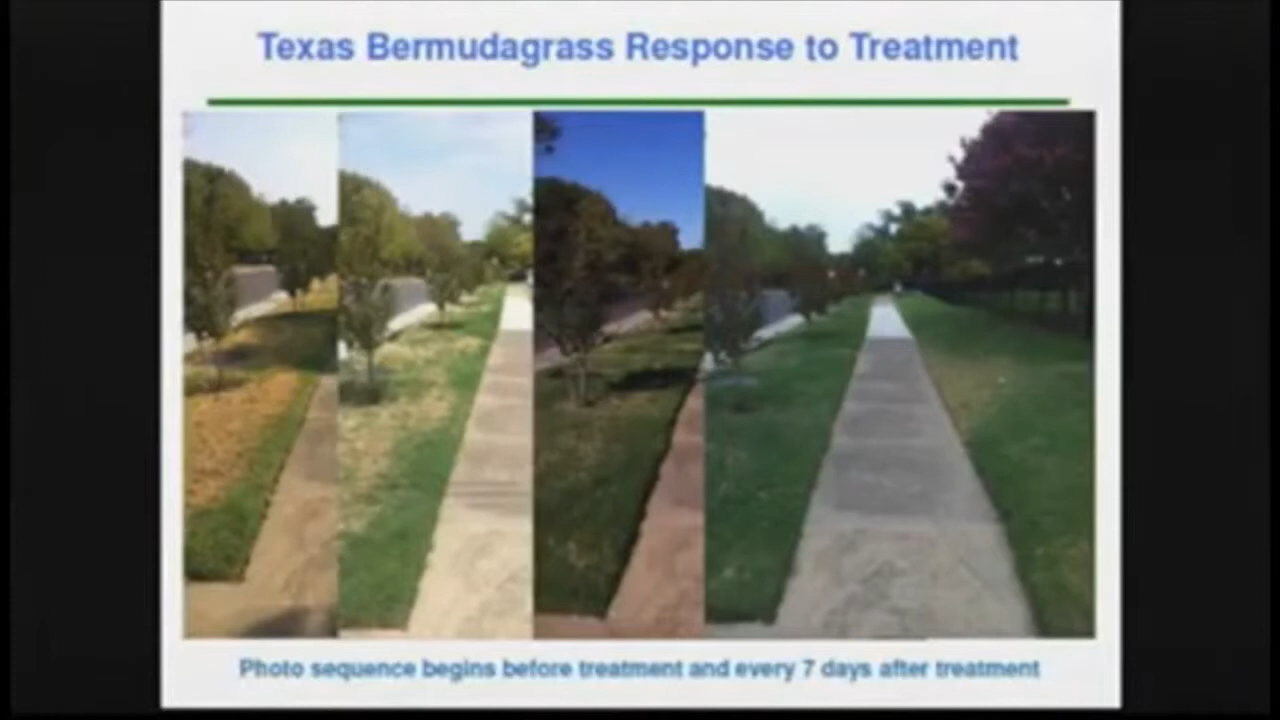 Texas Bermudagrass Response to Treatment
Photo sequence begins before treatment and every 7 days after treatment